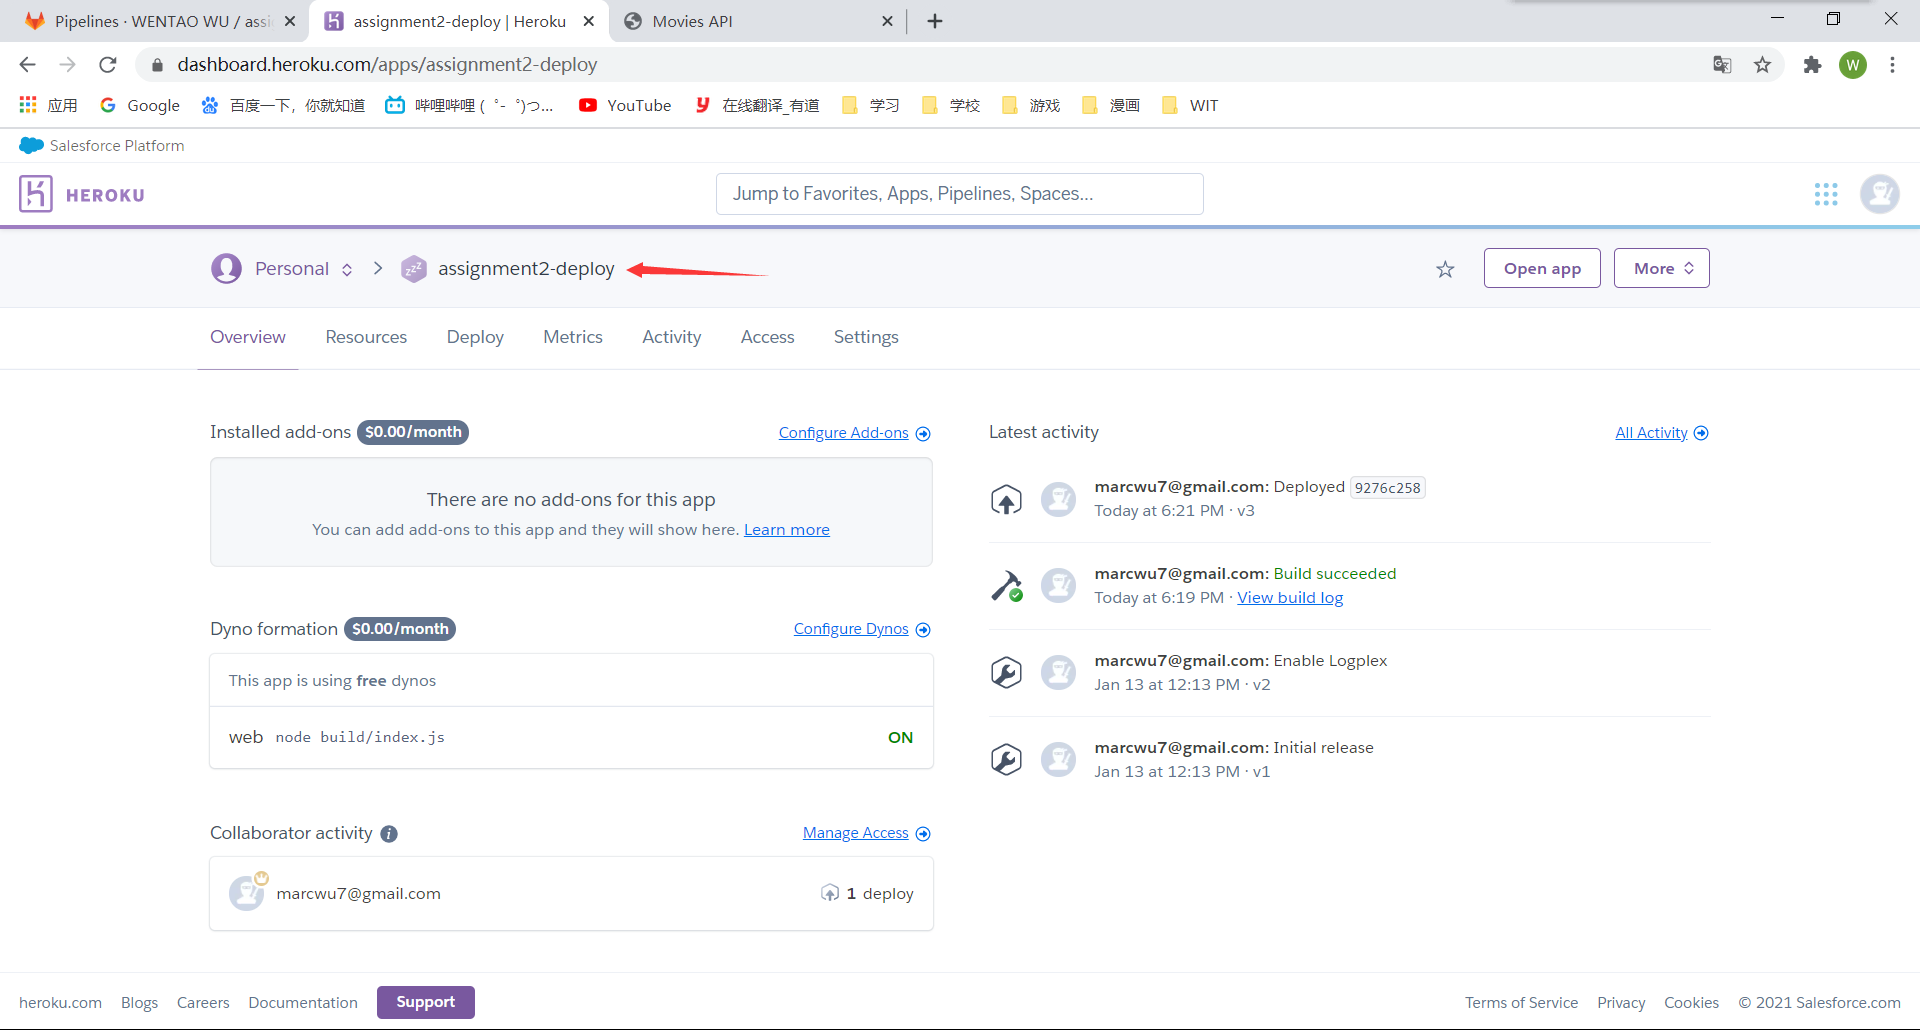 Pipelines · WENTAO WU / assi
assignment2-deploy | Heroku
Movies API
dashboard.heroku.com/apps/assignment2-deploy
W
应用
Google
百度一下，你就知道
哔哩哔哩 ( ゜- ゜)つ...
YouTube
在线翻译_有道
学习
学校
游戏
漫画
WIT
Salesforce Platform
HEROKU
Jump to Favorites, Apps, Pipelines, Spaces...
Personal
zzz
assignment2-deploy
Open app
More
Overview
Resources
Deploy
Metrics
Activity
Access
Settings
Installed add-ons $0.00/month
Configure Add-ons
There are no add-ons for this app
You can add add-ons to this app and they will show here. Learn more
Dyno formation $0.00/month
Configure Dynos
This app is using free dynos
web node build/index.js
ON
Collaborator activity
Manage Access
marcwu7@gmail.com
1 deploy
Latest activity
All Activity
marcwu7@gmail.com: Deployed 9276c258
Today at 6:21 PM · v3
marcwu7@gmail.com: Build succeeded
Today at 6:19 PM · View build log
marcwu7@gmail.com: Enable Logplex
Jan 13 at 12:13 PM · v2
marcwu7@gmail.com: Initial release
Jan 13 at 12:13 PM · v1
heroku.com
Blogs
Careers
Documentation
Support
Terms of Service
Privacy
Cookies
© 2021 Salesforce.com